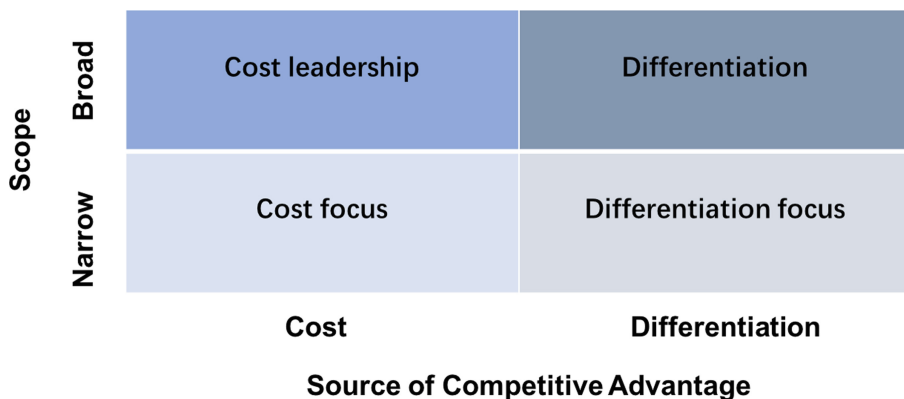 Scope
Broad
Cost leadership
Differentiation
Narrow
Cost focus
Differentiation focus
Cost
Differentiation
Source of Competitive Advantage